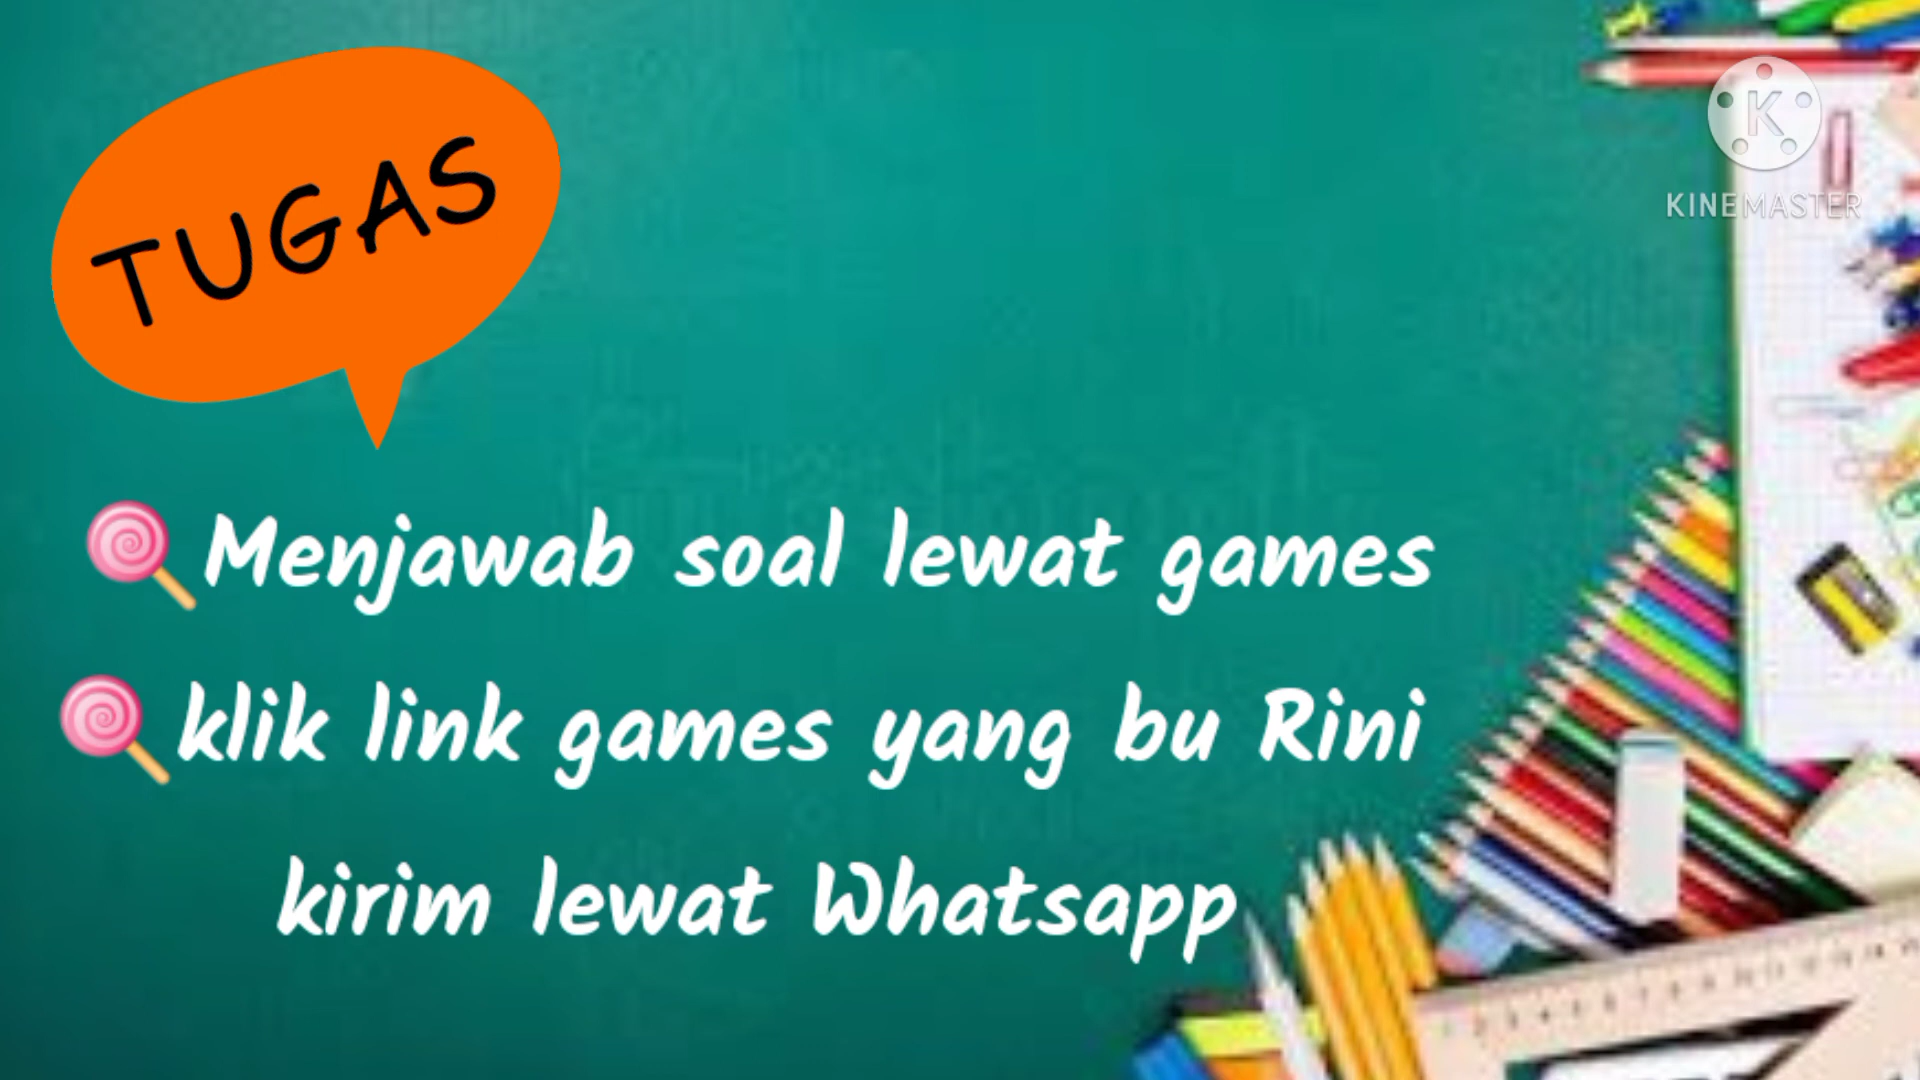 TUGAS
K
KINEMASTER
Menjawab soal lewat games
klik link games yang bu Rini
kirim lewat Whatsapp